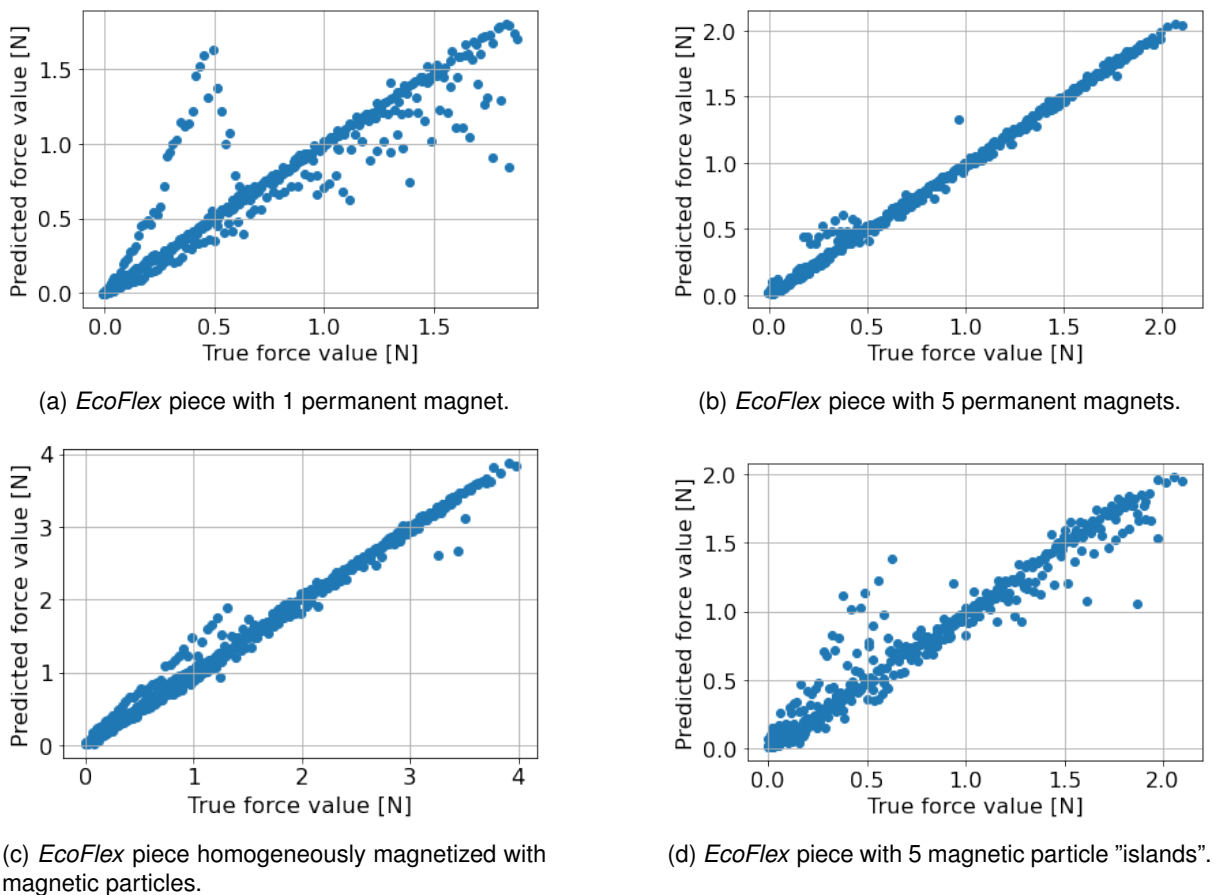 Predicted force value [N]
1.5
1.0
0.5
0.0
0.0 0.5 1.0 1.5
True force value [N]
(a) EcoFlex piece with 1 permanent magnet.
Predicted force value [N]
2.0
1.5
1.0
0.5
0.0
0.0 0.5 1.0 1.5 2.0
True force value [N]
(b) EcoFlex piece with 5 permanent magnets.
Predicted force value [N]
4
3
2
1
0
0 1 2 3 4
True force value [N]
(c) EcoFlex piece homogeneously magnetized with
magnetic particles.
Predicted force value [N]
2.0
1.5
1.0
0.5
0.0
0.0 0.5 1.0 1.5 2.0
True force value [N]
(d) EcoFlex piece with 5 magnetic particle ”islands”.